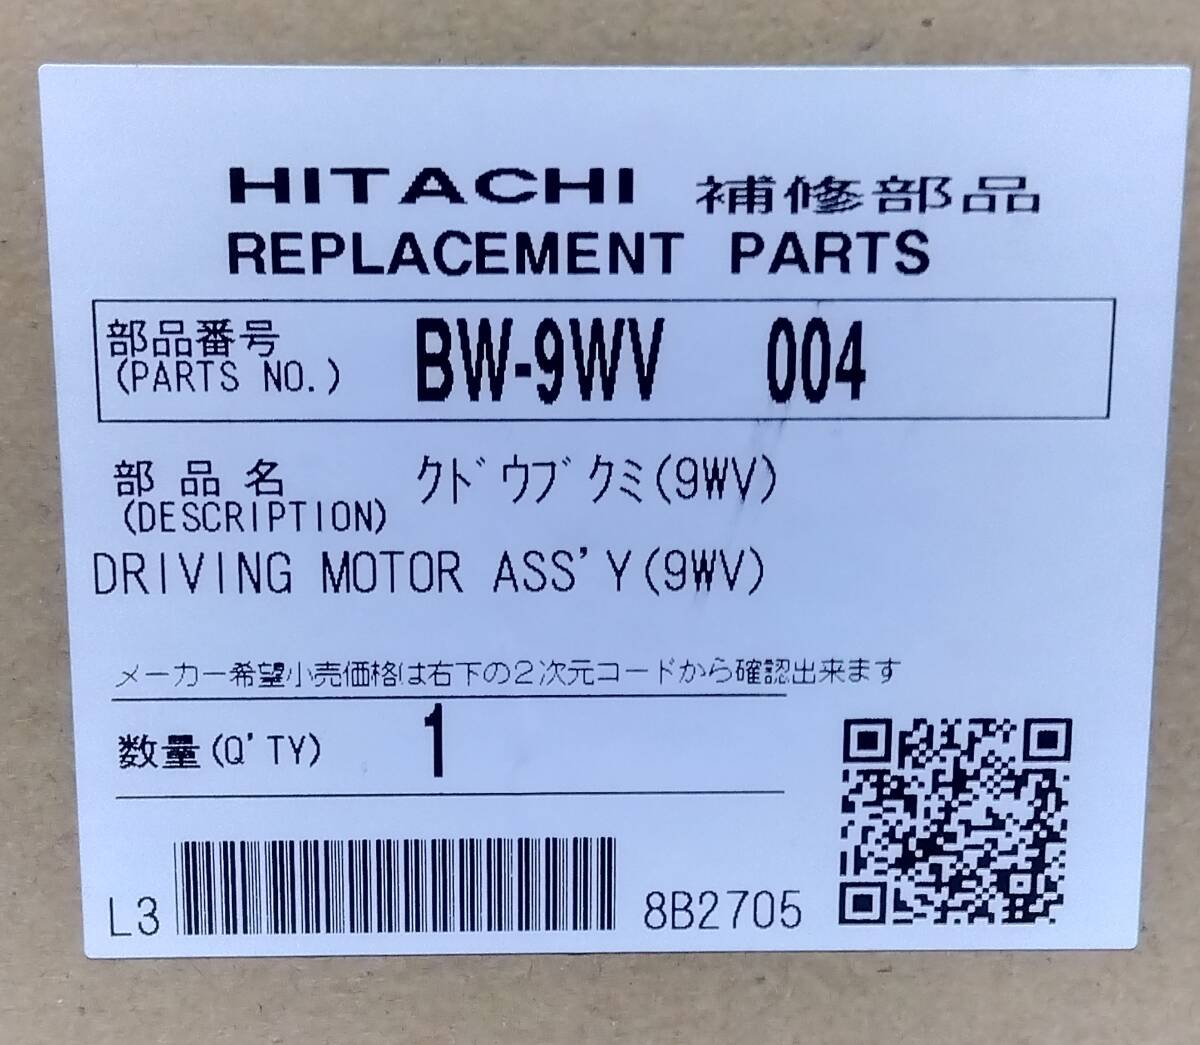 HITACHI 補修部品
REPLACEMENT PARTS
部品番号 BW-9WV 004
(PARTS NO.)
部品名 クドウブクミ(9WV)
(DESCRIPTION)
DRIVING MOTOR ASS'Y(9WV)
メーカー希望小売価格は右下の2次元コードから確認出来ます
数量(Q'TY) 1
L3 8B2705